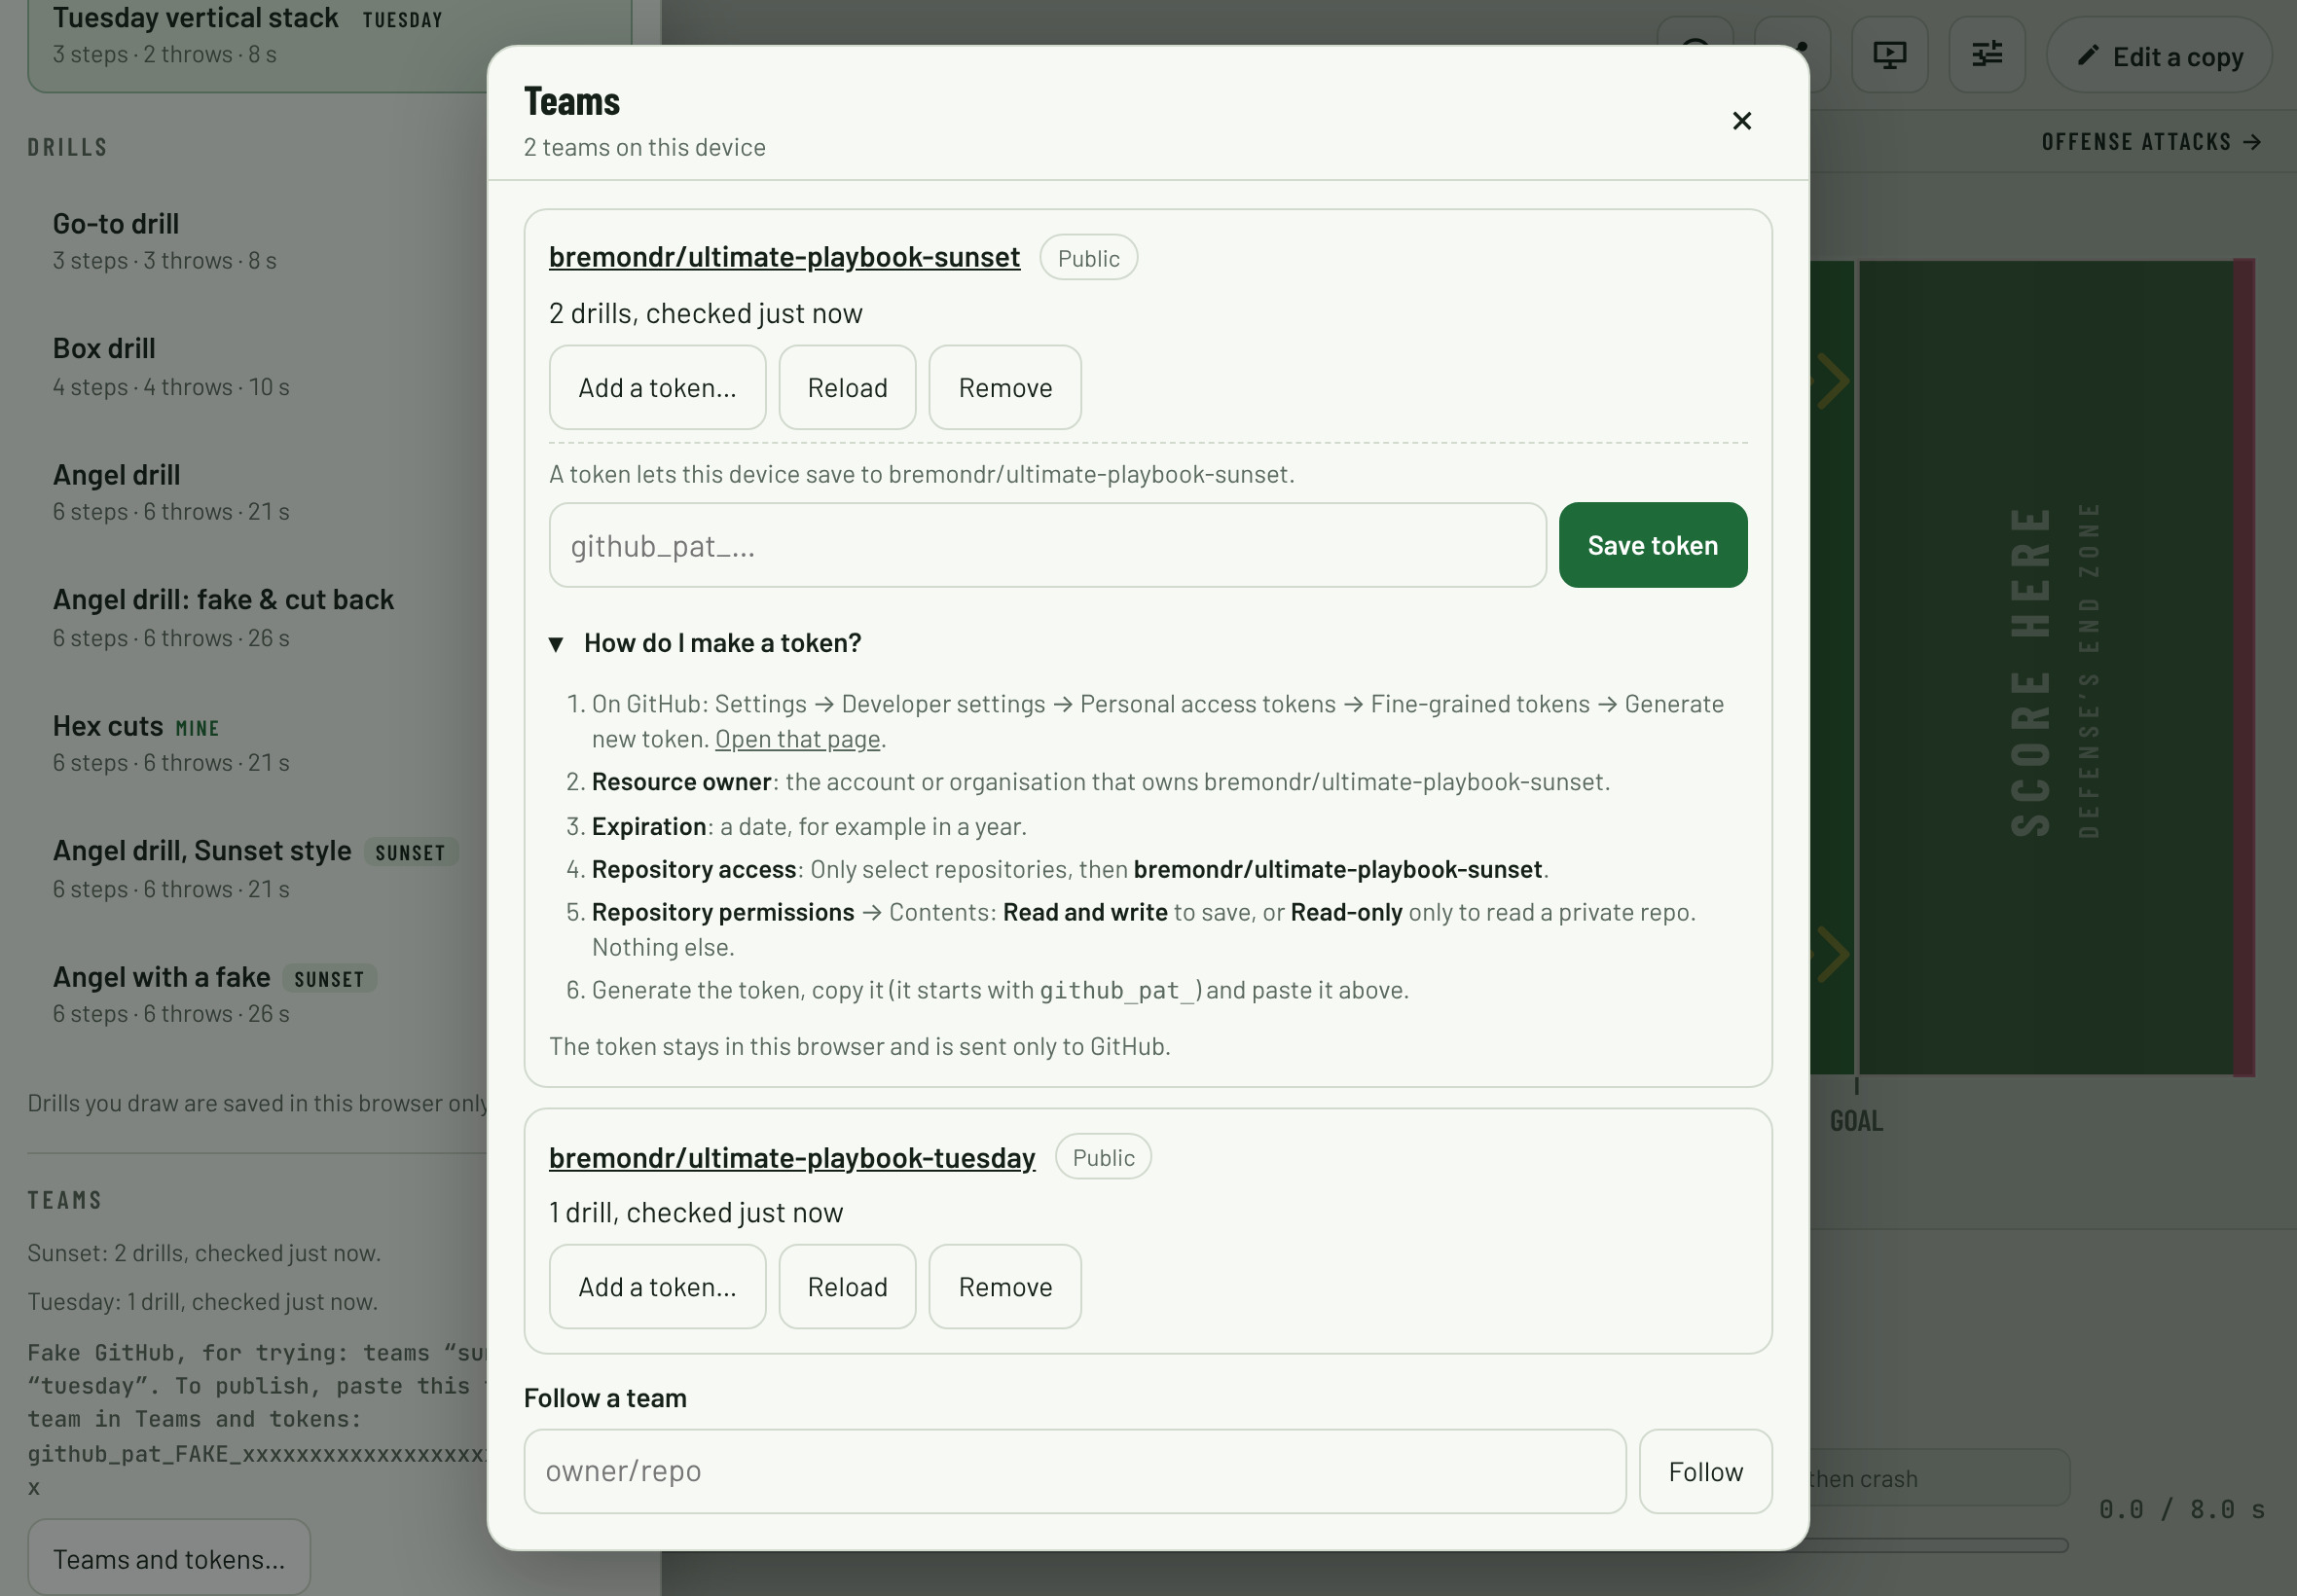 Tuesday vertical stack TUESDAY
3 steps · 2 throws · 8 s
DRILLS
Go-to drill
3 steps · 3 throws · 8 s
Box drill
4 steps · 4 throws · 10 s
Angel drill
6 steps · 6 throws · 21 s
Angel drill: fake & cut back
6 steps · 6 throws · 26 s
Hex cuts MINE
6 steps · 6 throws · 21 s
Angel drill, Sunset style SUNSET
6 steps · 6 throws · 21 s
Angel with a fake SUNSET
6 steps · 6 throws · 26 s
Drills you draw are saved in this browser only
TEAMS
Sunset: 2 drills, checked just now.
Tuesday: 1 drill, checked just now.
Fake GitHub, for trying: teams “su
“tuesday”. To publish, paste this
team in Teams and tokens:
github_pat_FAKE_xxxxxxxxxxxxxxxxxx
x
Teams and tokens...
Teams
2 teams on this device
×
bremondr/ultimate-playbook-sunset Public
2 drills, checked just now
Add a token... Reload Remove
A token lets this device save to bremondr/ultimate-playbook-sunset.
github_pat_... Save token
▼ How do I make a token?
1. On GitHub: Settings → Developer settings → Personal access tokens → Fine-grained tokens → Generate
new token. Open that page.
2. Resource owner: the account or organisation that owns bremondr/ultimate-playbook-sunset.
3. Expiration: a date, for example in a year.
4. Repository access: Only select repositories, then bremondr/ultimate-playbook-sunset.
5. Repository permissions → Contents: Read and write to save, or Read-only only to read a private repo.
Nothing else.
6. Generate the token, copy it (it starts with github_pat_) and paste it above.
The token stays in this browser and is sent only to GitHub.
bremondr/ultimate-playbook-tuesday Public
1 drill, checked just now
Add a token... Reload Remove
Follow a team
owner/repo Follow
Edit a copy
OFFENSE ATTACKS →
SCORE HERE
DEFENSE'S END ZONE
GOAL
then crash
0.0 / 8.0 s